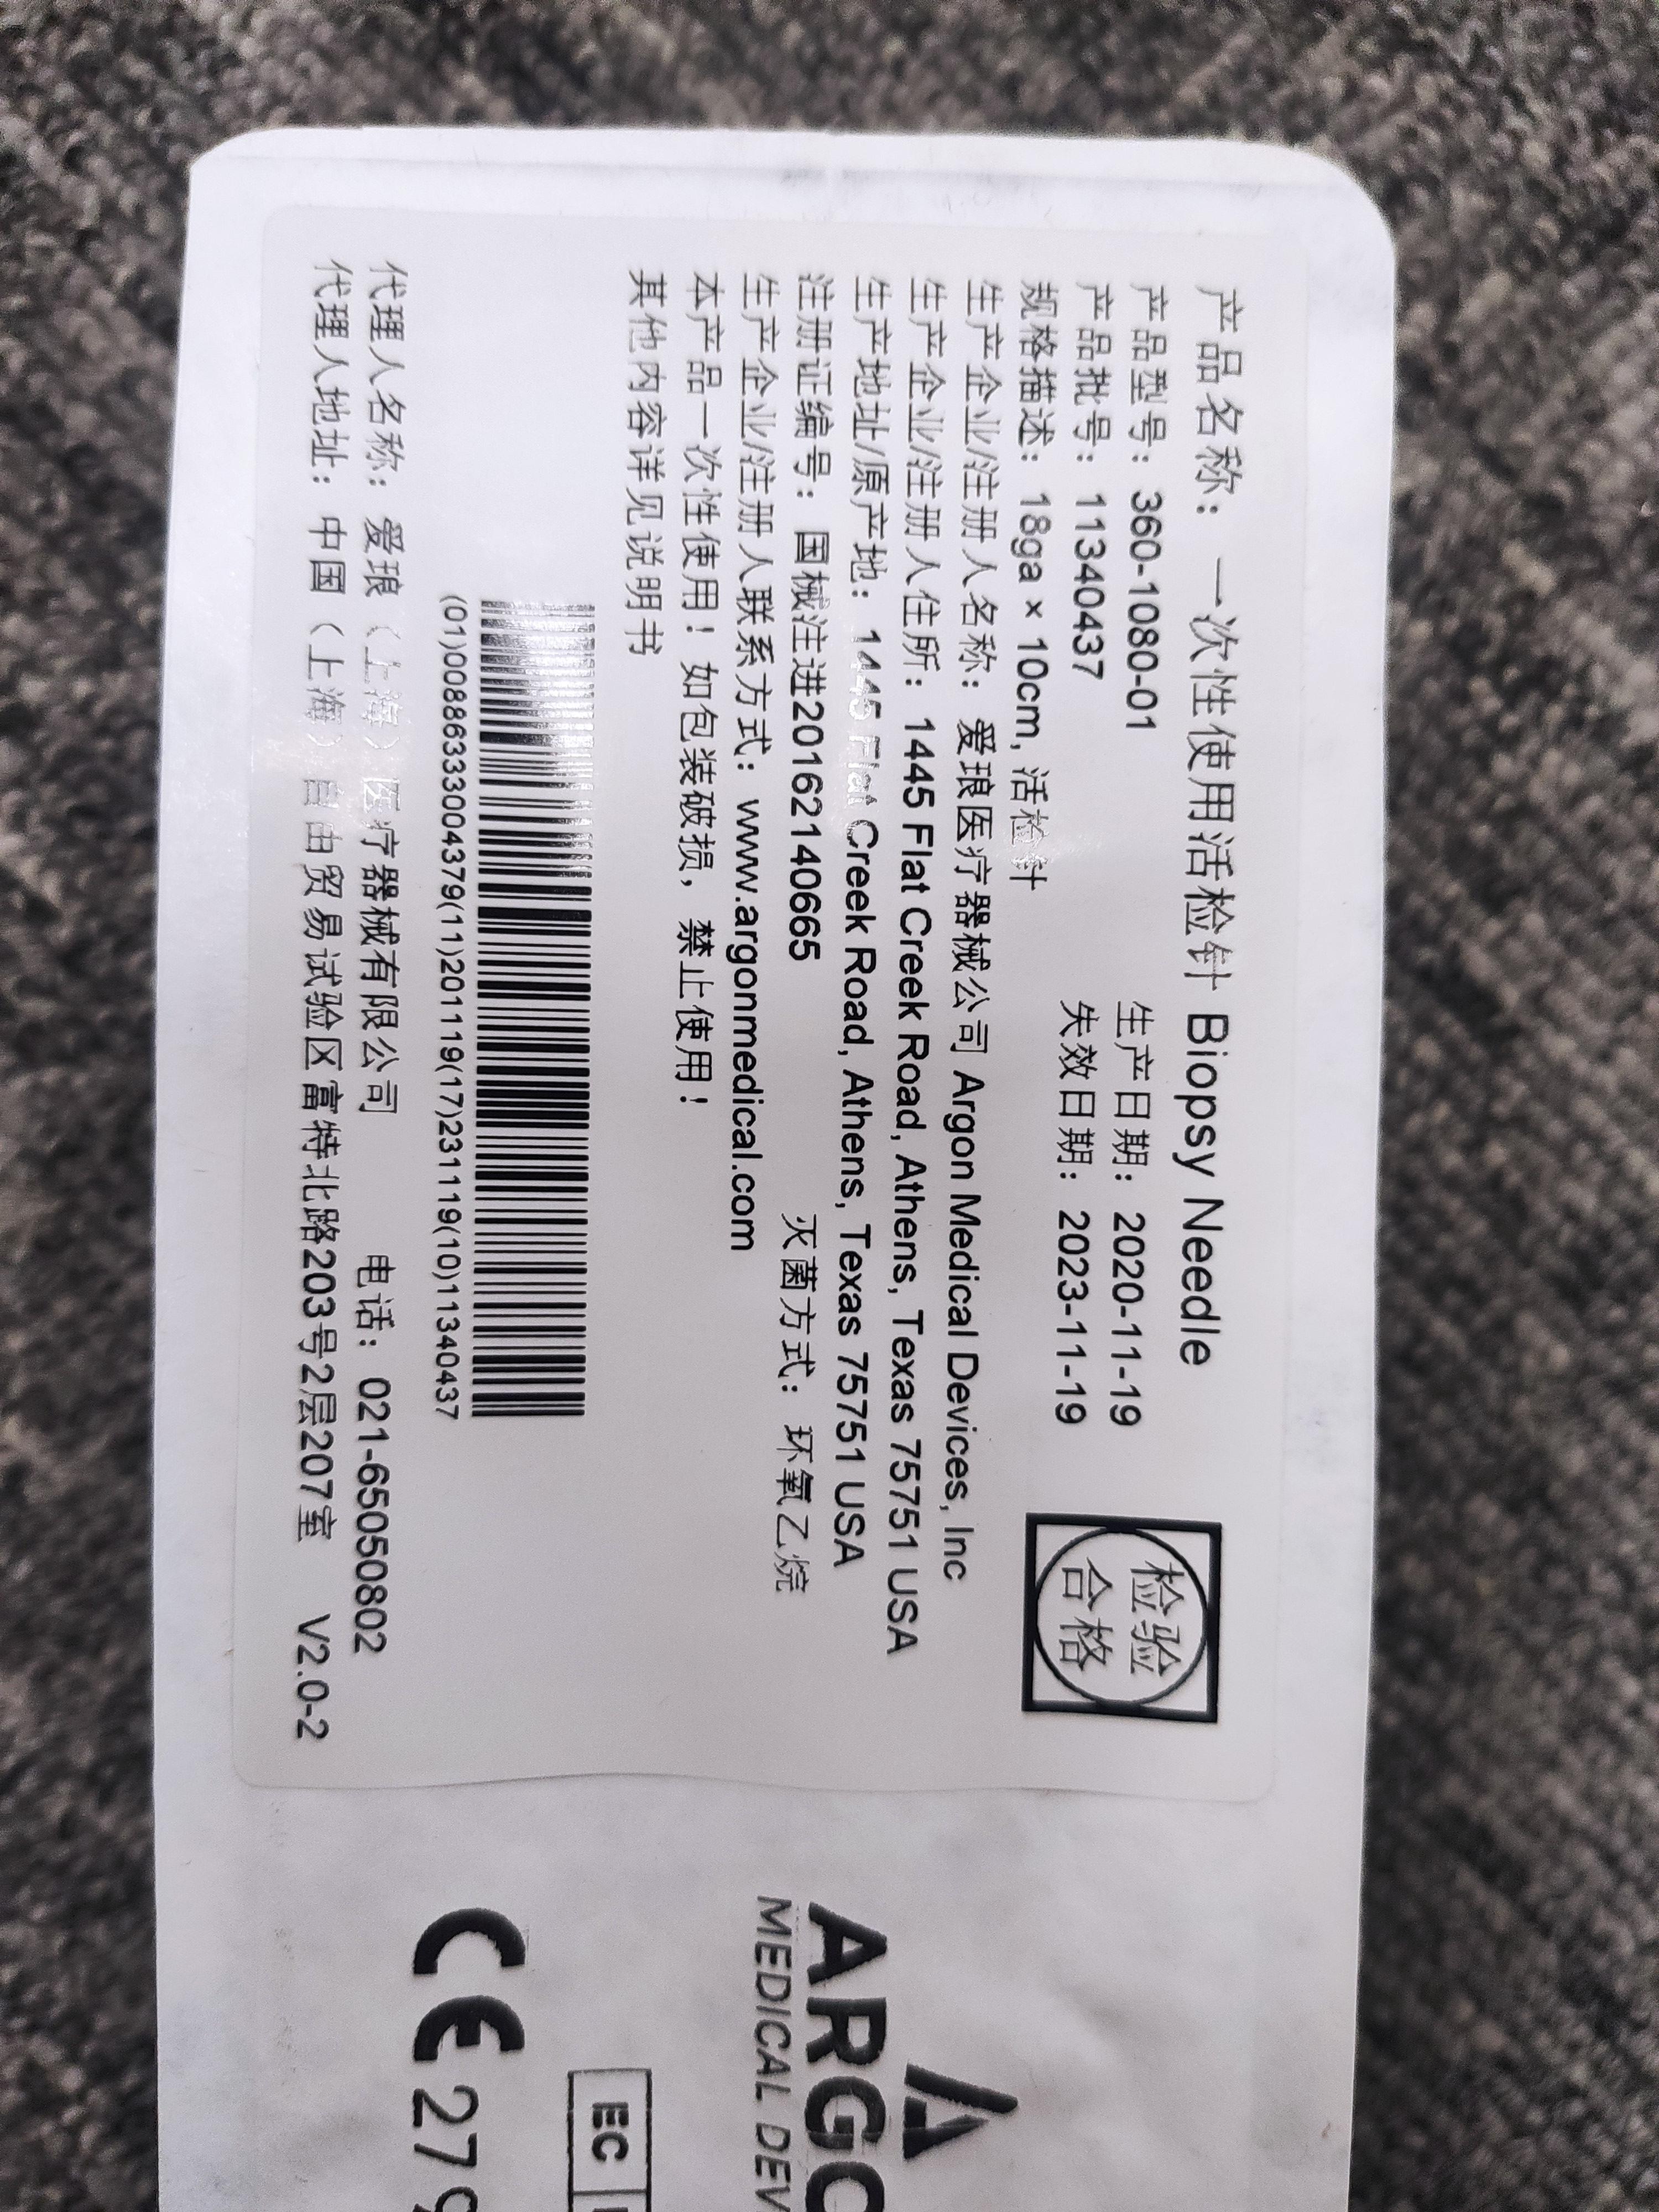 产品名称： 一次性使用活检针 Biopsy Needle
产品型号： 360-1080-01 生产日期： 2020-11-19
产品批号： 11340437 失效日期： 2023-11-19
检验
合格
规格描述： 18ga × 10cm, 活检针
生产企业/注册人名称： 爱琅医疗器械公司 Argon Medical Devices, Inc
生产企业/注册人住所： 1445 Flat Creek Road, Athens, Texas 75751 USA
生产地址/原产地： 1445 Flat Creek Road, Athens, Texas 75751 USA
注册证编号： 国械注进20162140665 灭菌方式： 环氧乙烷
生产企业/注册人联系方式： www.argonmedical.com
本产品一次性使用！如包装破损，禁止使用！
其他内容详见说明书
(01)00886333004379(11)201119(17)231119(10)11340437
代理人名称： 爱琅（上海）医疗器械有限公司 电话： 021-65050802
代理人地址： 中国（上海）自由贸易试验区富特北路203号2层207室 V2.0-2
ARGO
MEDICAL DEV
EC
CE 279